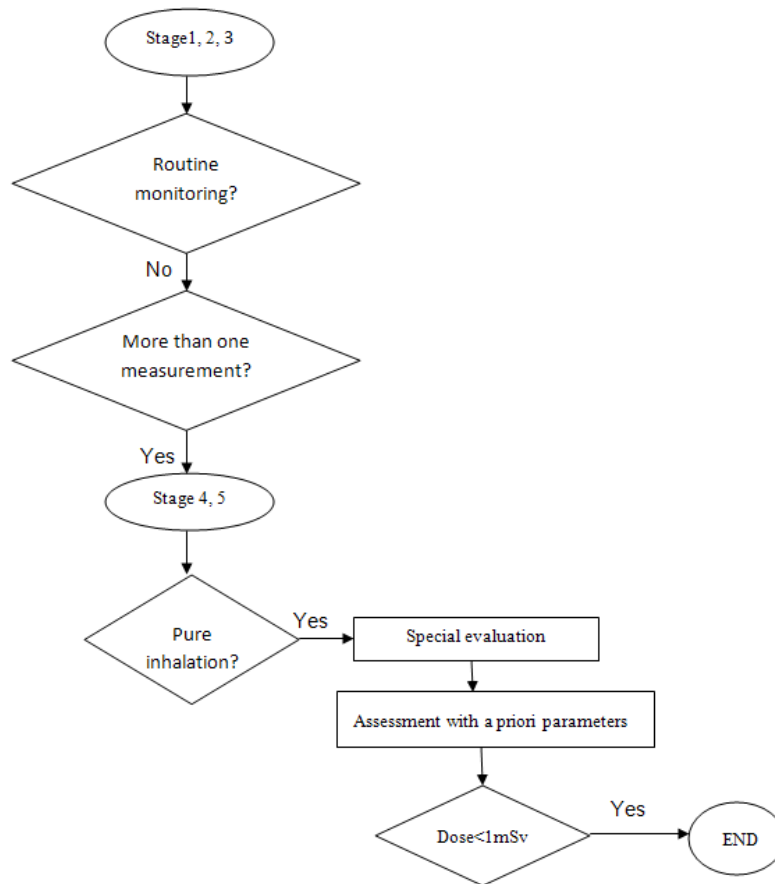 Stage1, 2, 3
Routine
monitoring?
No
More than one
measurement?
Yes
Stage 4, 5
Pure
inhalation?
Yes
Special evaluation
Assessment with a priori parameters
Dose<1mSv
Yes
END